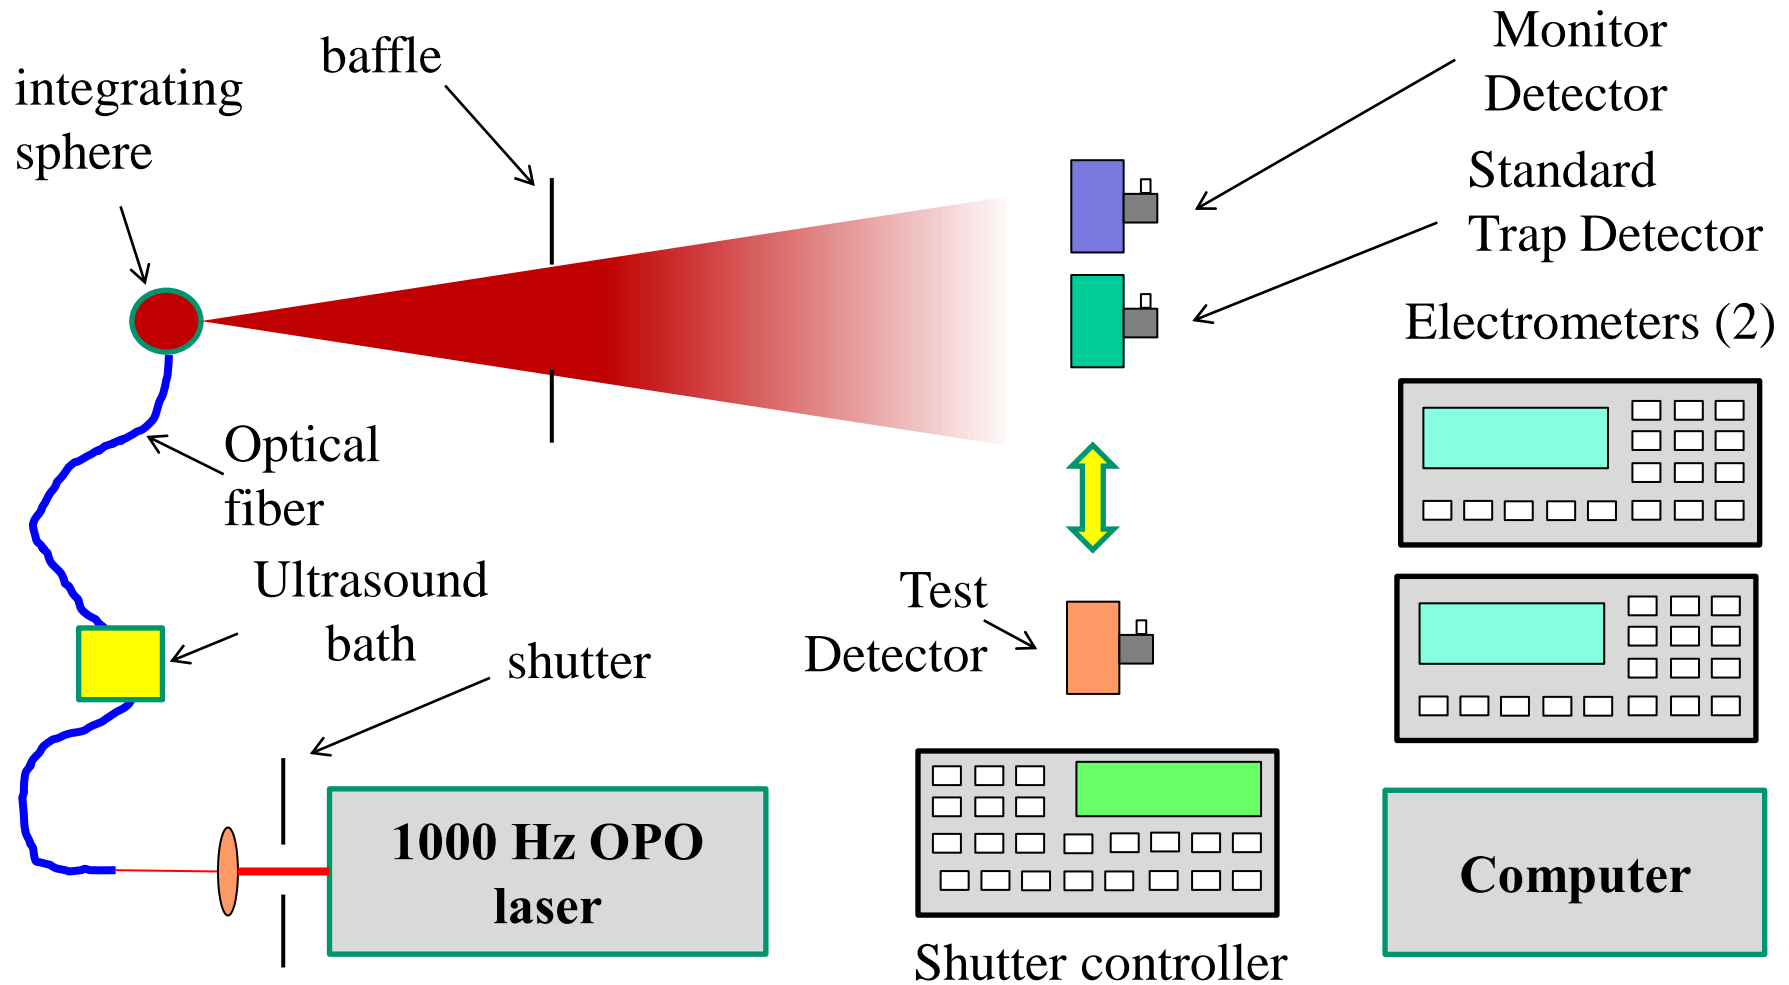 integrating
sphere
baffle
Monitor
Detector
Standard
Trap Detector
Electrometers (2)
Optical
fiber
Ultrasound
bath
shutter
Test
Detector
1000 Hz OPO
laser
Shutter controller
Computer